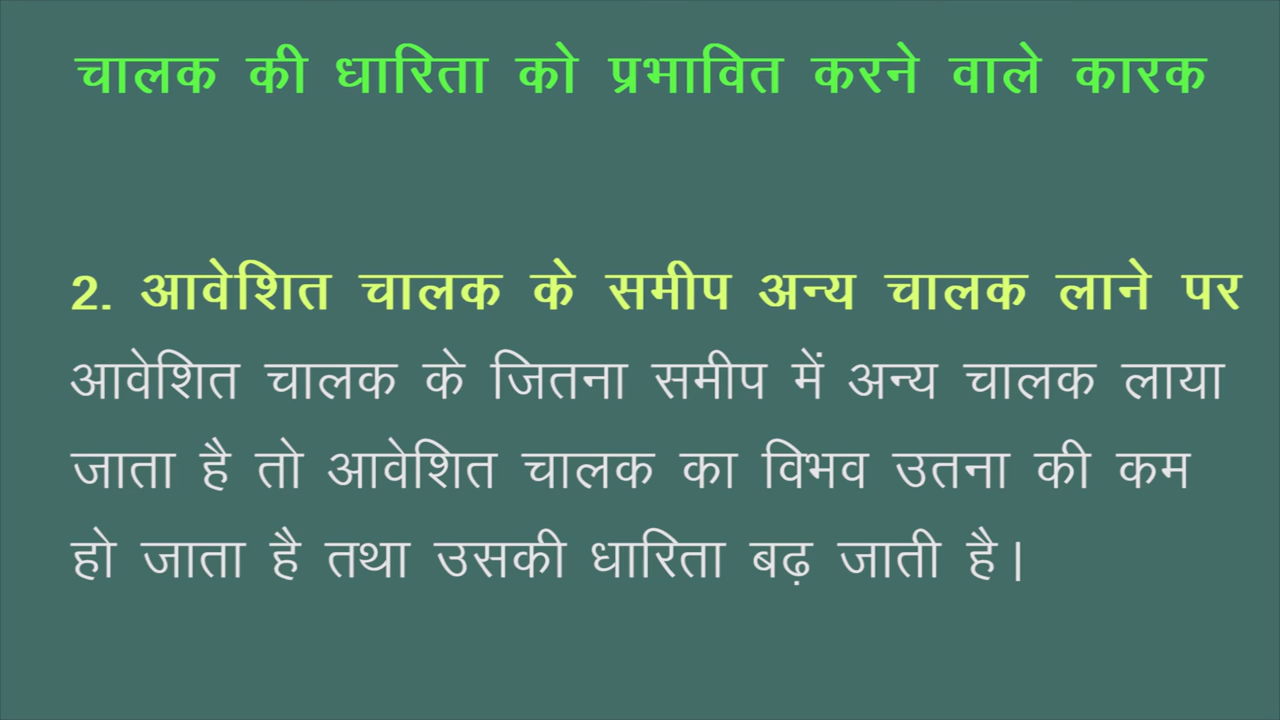 चालक की धारिता को प्रभावित करने वाले कारक
2. आवेशित चालक के समीप अन्य चालक लाने पर
आवेशित चालक के जितना समीप में अन्य चालक लाया
जाता है तो आवेशित चालक का विभव उतना की कम
हो जाता है तथा उसकी धारिता बढ़ जाती है।